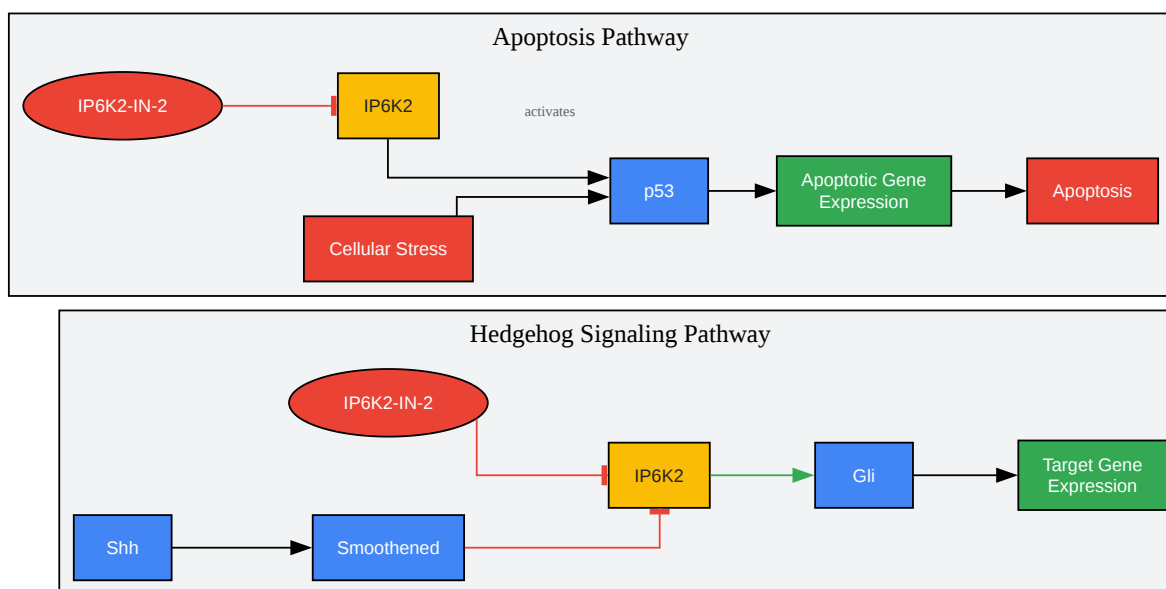 Apoptosis Pathway
IP6K2-IN-2
IP6K2
activates
p53
Apoptotic Gene
Expression
Apoptosis
Cellular Stress
Hedgehog Signaling Pathway
IP6K2-IN-2
IP6K2
Gli
Target Gene
Expression
Shh
Smoothened